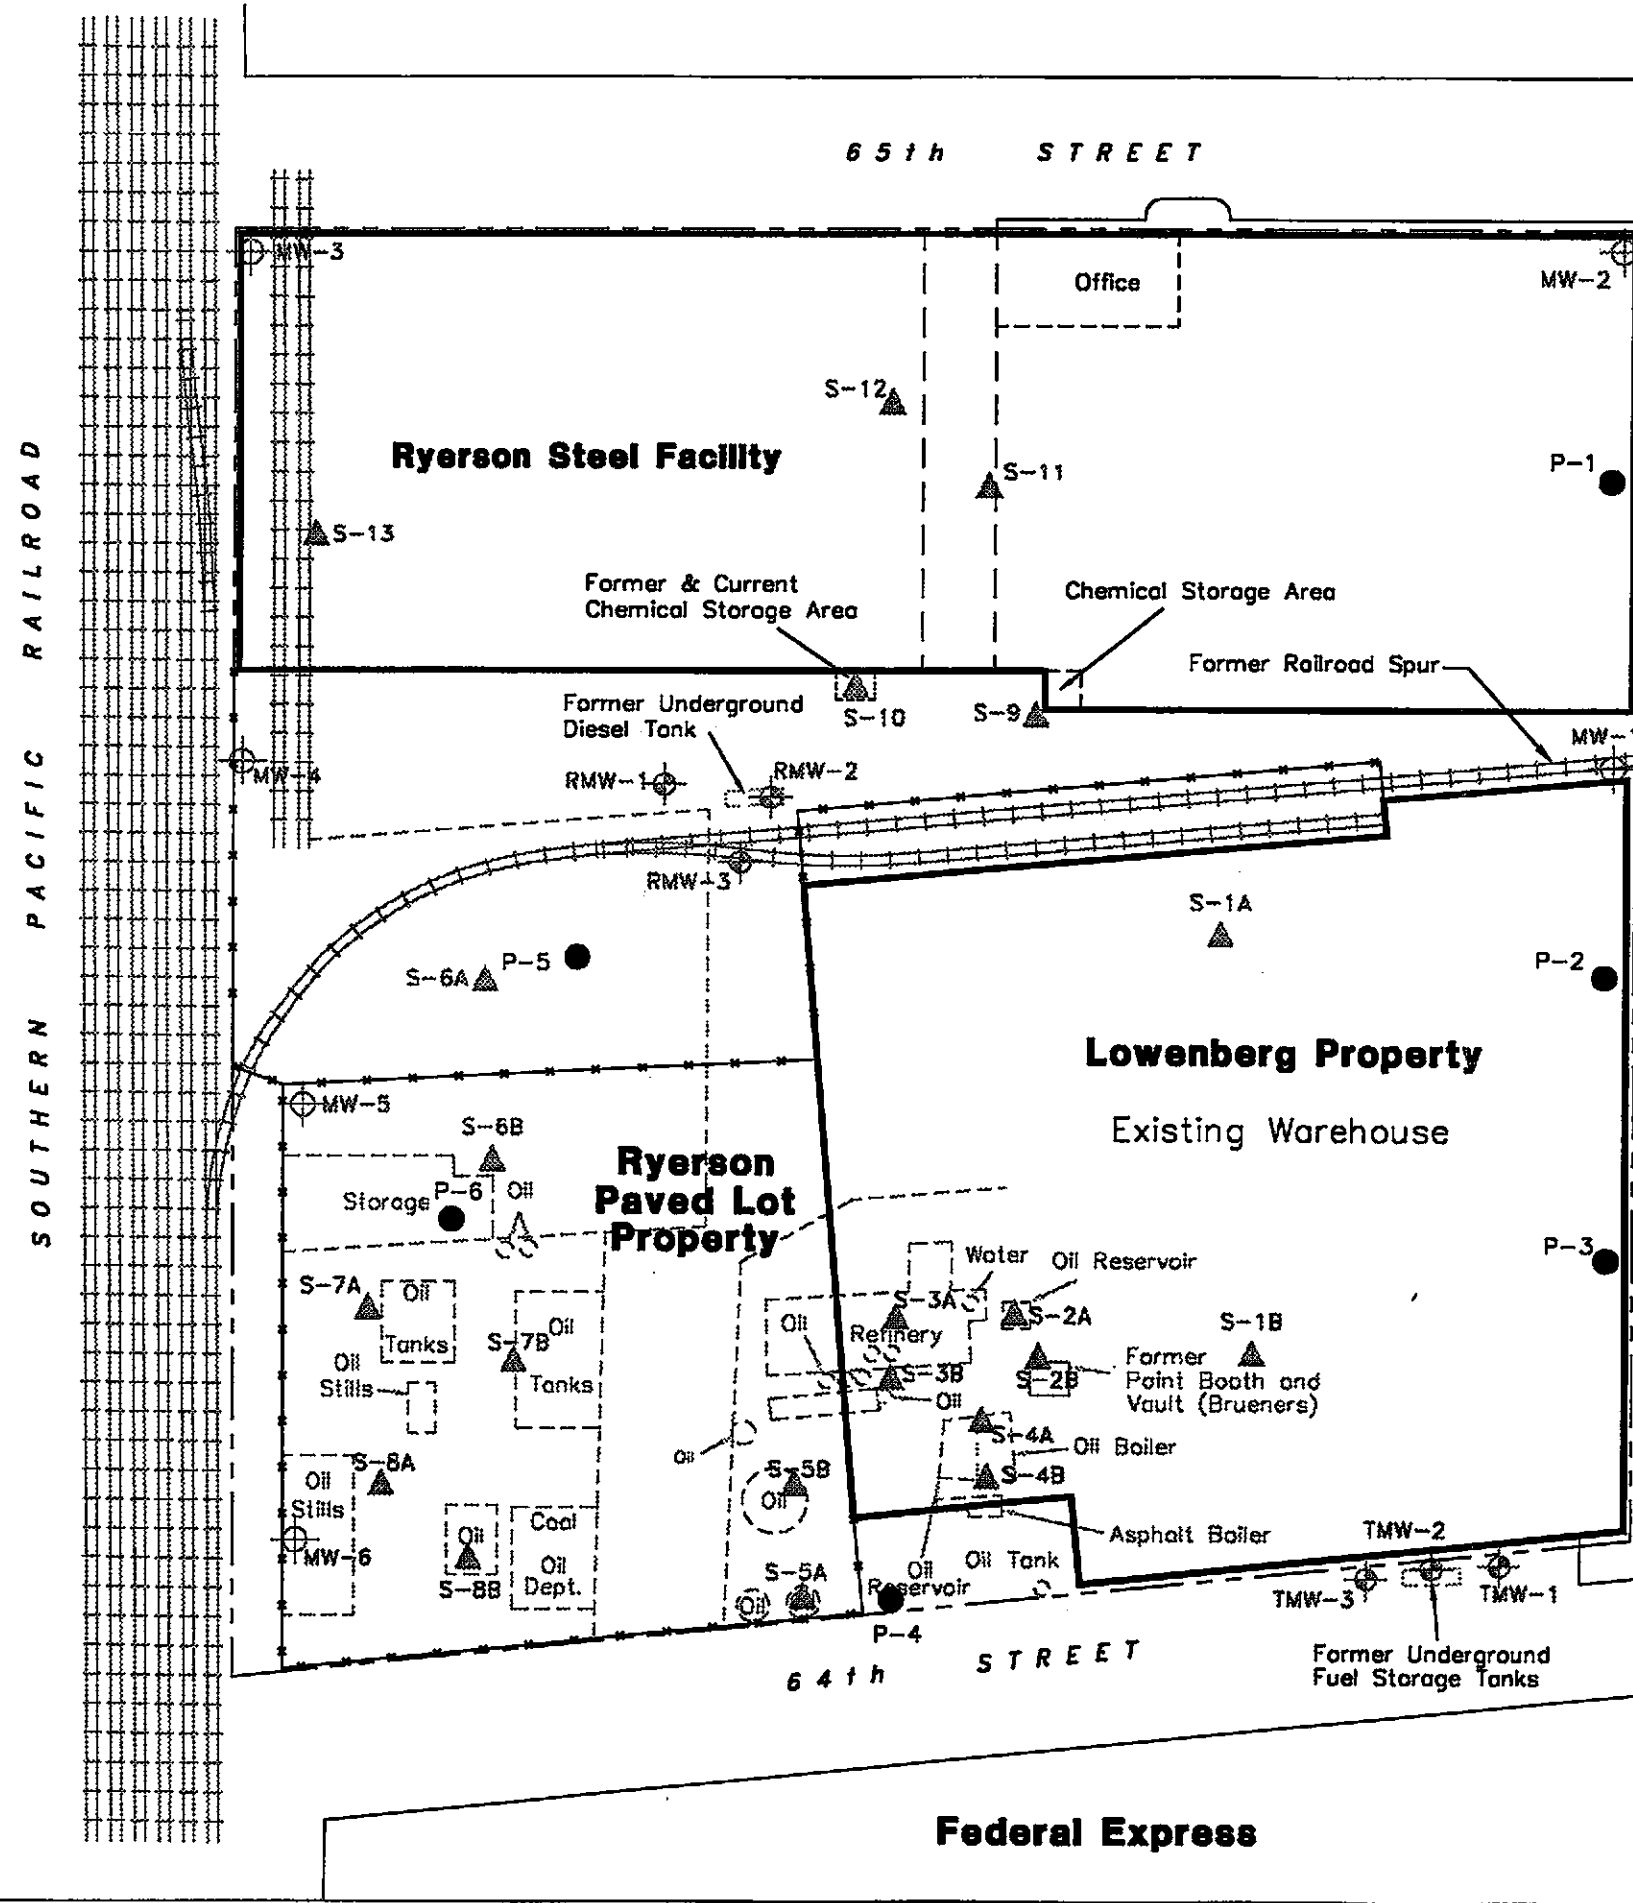 65th STREET
MW-3
Office
MW-2
S-12
Ryerson Steel Facility
S-11
P-1
S-13
SOUTHERN PACIFIC RAILROAD
Former & Current
Chemical Storage Area
Chemical Storage Area
Former Railroad Spur
Former Underground
Diesel Tank
S-10
S-9
MW-1
MW-4
RMW-1
RMW-2
RMW-3
S-1A
S-6A
P-5
P-2
Lowenberg Property
MW-5
Existing Warehouse
S-6B
Ryerson
Paved Lot
Property
Storage
P-6
Oil
P-3
Water
Oil Reservoir
S-7A
Oil
Tanks
S-3A
S-2A
Oil
Refinery
S-1B
S-7B
Oil
Tanks
Oil
Stills
S-3B
S-2B
Former
Point Booth and
Vault (Brueners)
Oil
S-4A
Oil Boiler
Oil
S-8A
Oil
Stills
S-5B
Oil
S-4B
Coal
Asphalt Boiler
TMW-2
MW-6
Oil
S-8B
Oil
Dept.
S-5A
Oil
Oil
Reservoir
Oil Tank
TMW-3
TMW-1
P-4
64th STREET
Former Underground
Fuel Storage Tanks
Federal Express